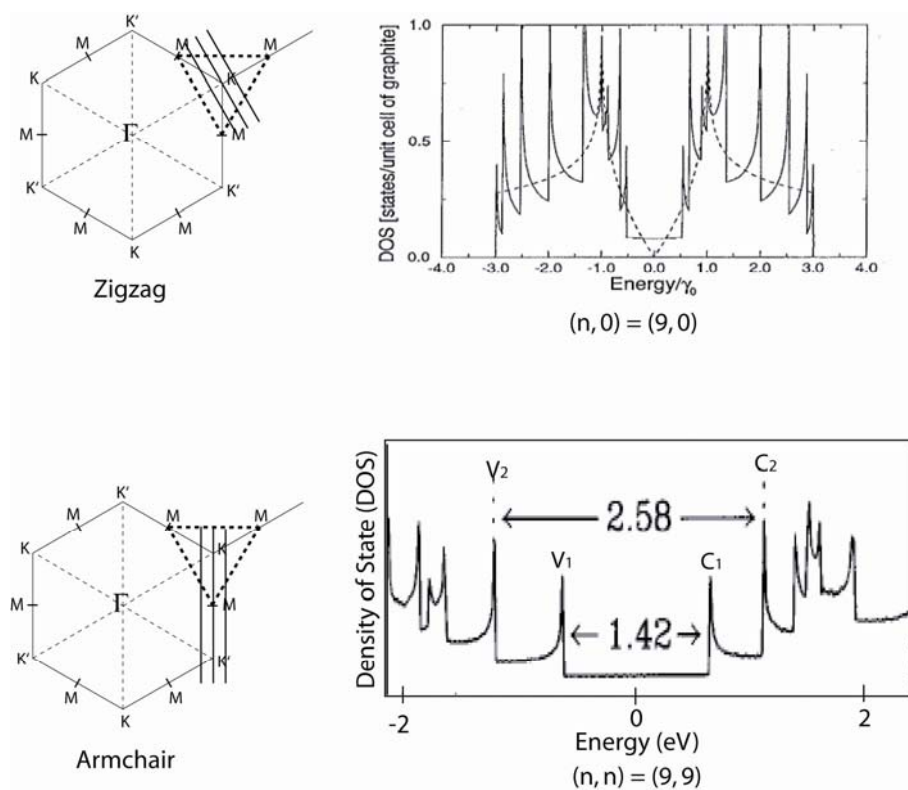 K'
M
M
K
K
M
Γ
M
K'
K'
M
M
K
Zigzag
DOS [states/unit cell of graphite]
1.0
0.5
0.0
-4.0 -3.0 -2.0 -1.0 0.0 1.0 2.0 3.0 4.0
Energy/γ₀
(n, 0) = (9, 0)
K'
M
M
M
K
K
M
Γ
M
K'
K'
M
M
K
Armchair
Density of State (DOS)
V₂
C₂
2.58
V₁
C₁
1.42
-2 0 2
Energy (eV)
(n, n) = (9, 9)